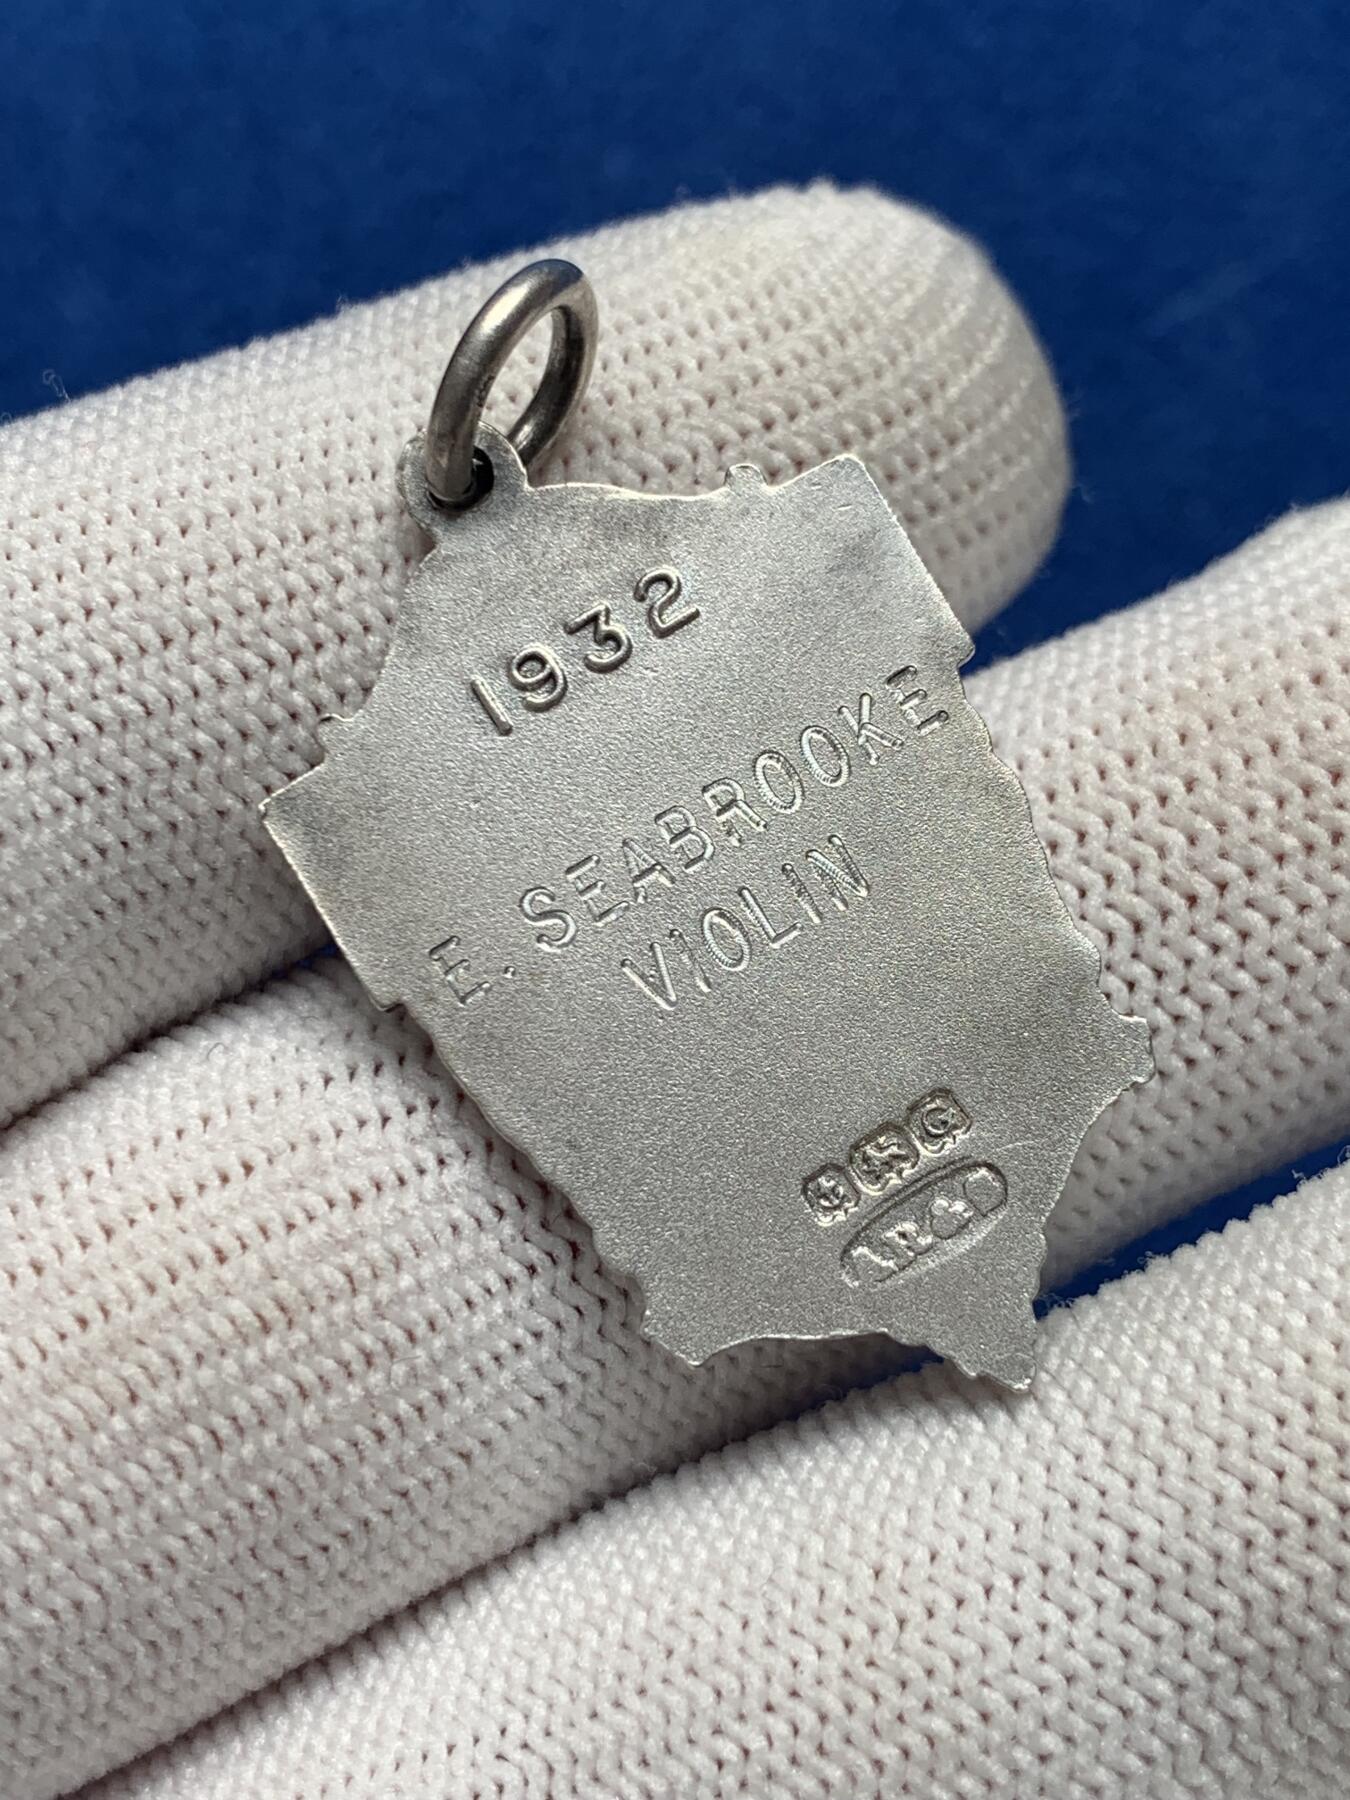 1932
E. SEABROOKE
VIOLIN
G